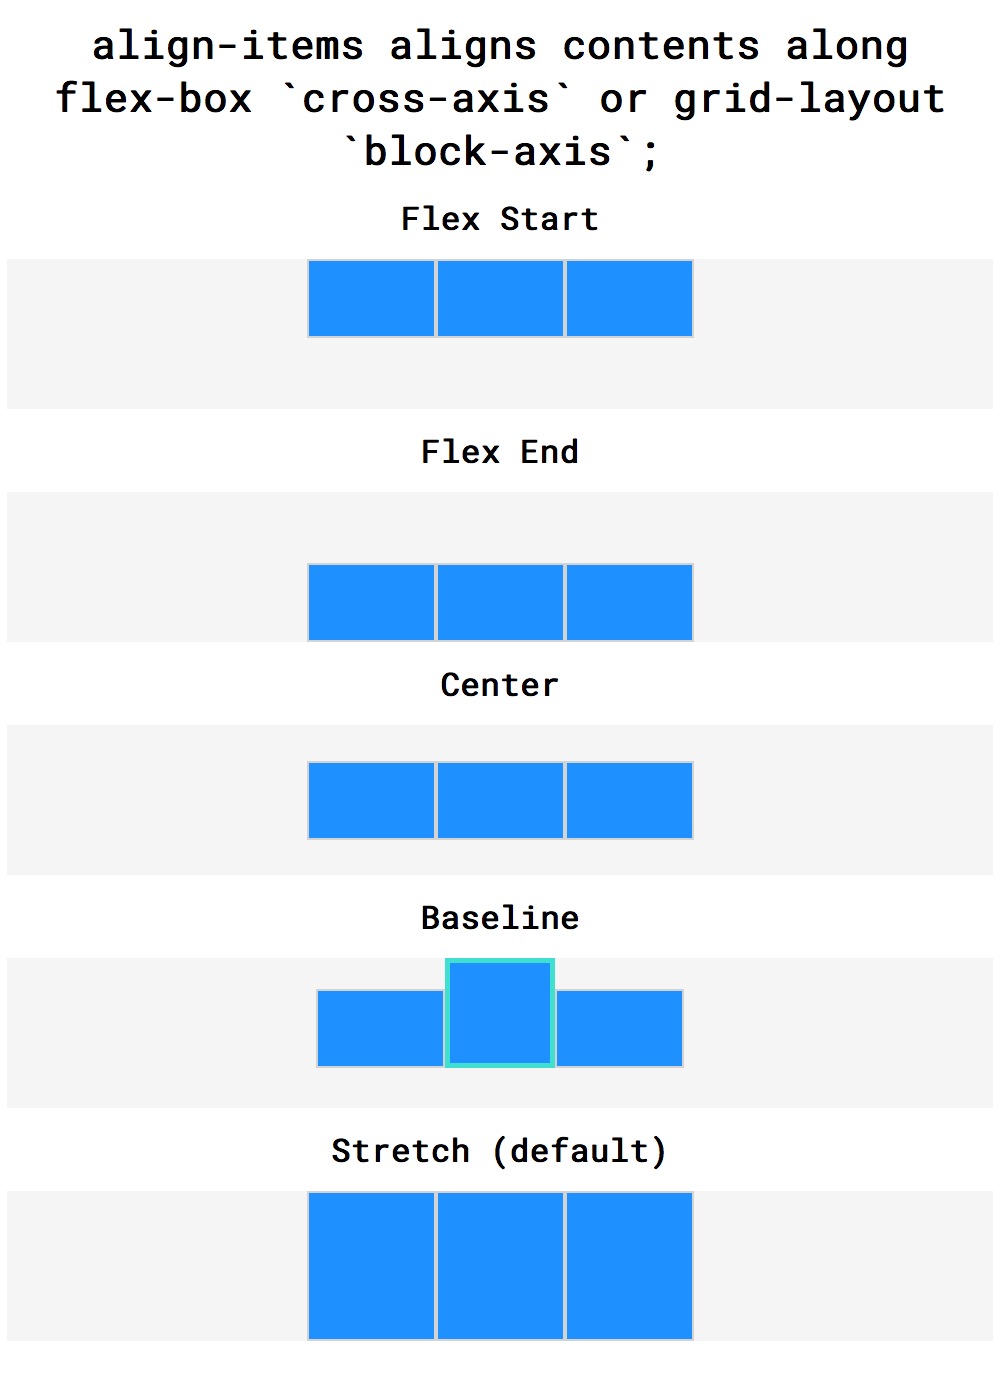 align-items aligns contents along
flex-box `cross-axis` or grid-layout
`block-axis`;
Flex Start
Flex End
Center
Baseline
Stretch (default)